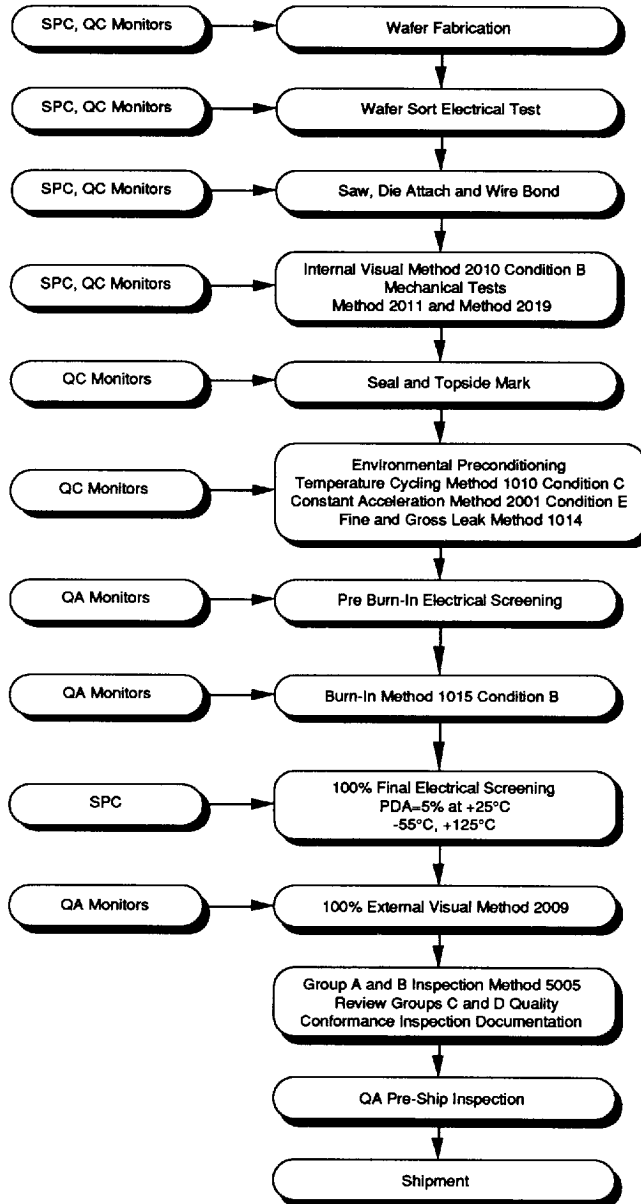 SPC, QC Monitors
Wafer Fabrication
SPC, QC Monitors
Wafer Sort Electrical Test
SPC, QC Monitors
Saw, Die Attach and Wire Bond
SPC, QC Monitors
Internal Visual Method 2010 Condition B
Mechanical Tests
Method 2011 and Method 2019
QC Monitors
Seal and Topside Mark
QC Monitors
Environmental Preconditioning
Temperature Cycling Method 1010 Condition C
Constant Acceleration Method 2001 Condition E
Fine and Gross Leak Method 1014
QA Monitors
Pre Burn-In Electrical Screening
QA Monitors
Burn-In Method 1015 Condition B
SPC
100% Final Electrical Screening
PDA=5% at +25°C
-55°C, +125°C
QA Monitors
100% External Visual Method 2009
Group A and B Inspection Method 5005
Review Groups C and D Quality
Conformance Inspection Documentation
QA Pre-Ship Inspection
Shipment